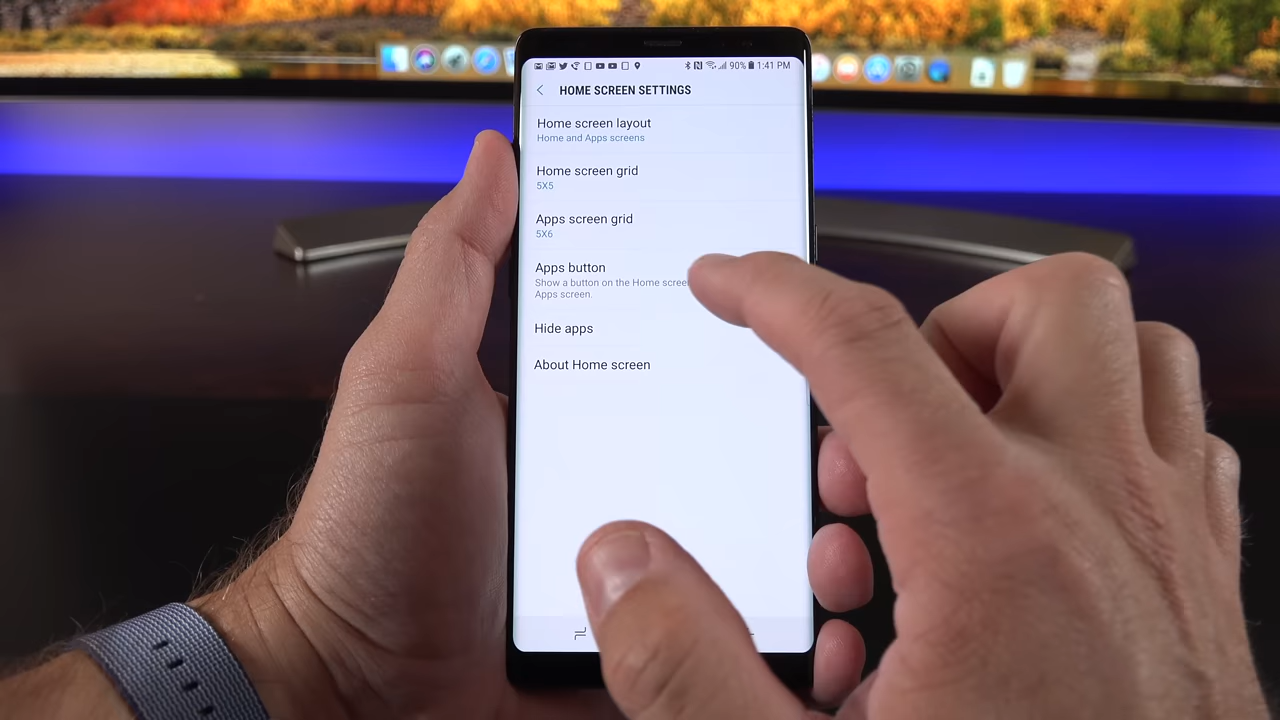 90% 1:41 PM
HOME SCREEN SETTINGS
Home screen layout
Home and Apps screens
Home screen grid
5X5
Apps screen grid
5X6
Apps button
Show a button on the Home screen
Apps screen.
Hide apps
About Home screen